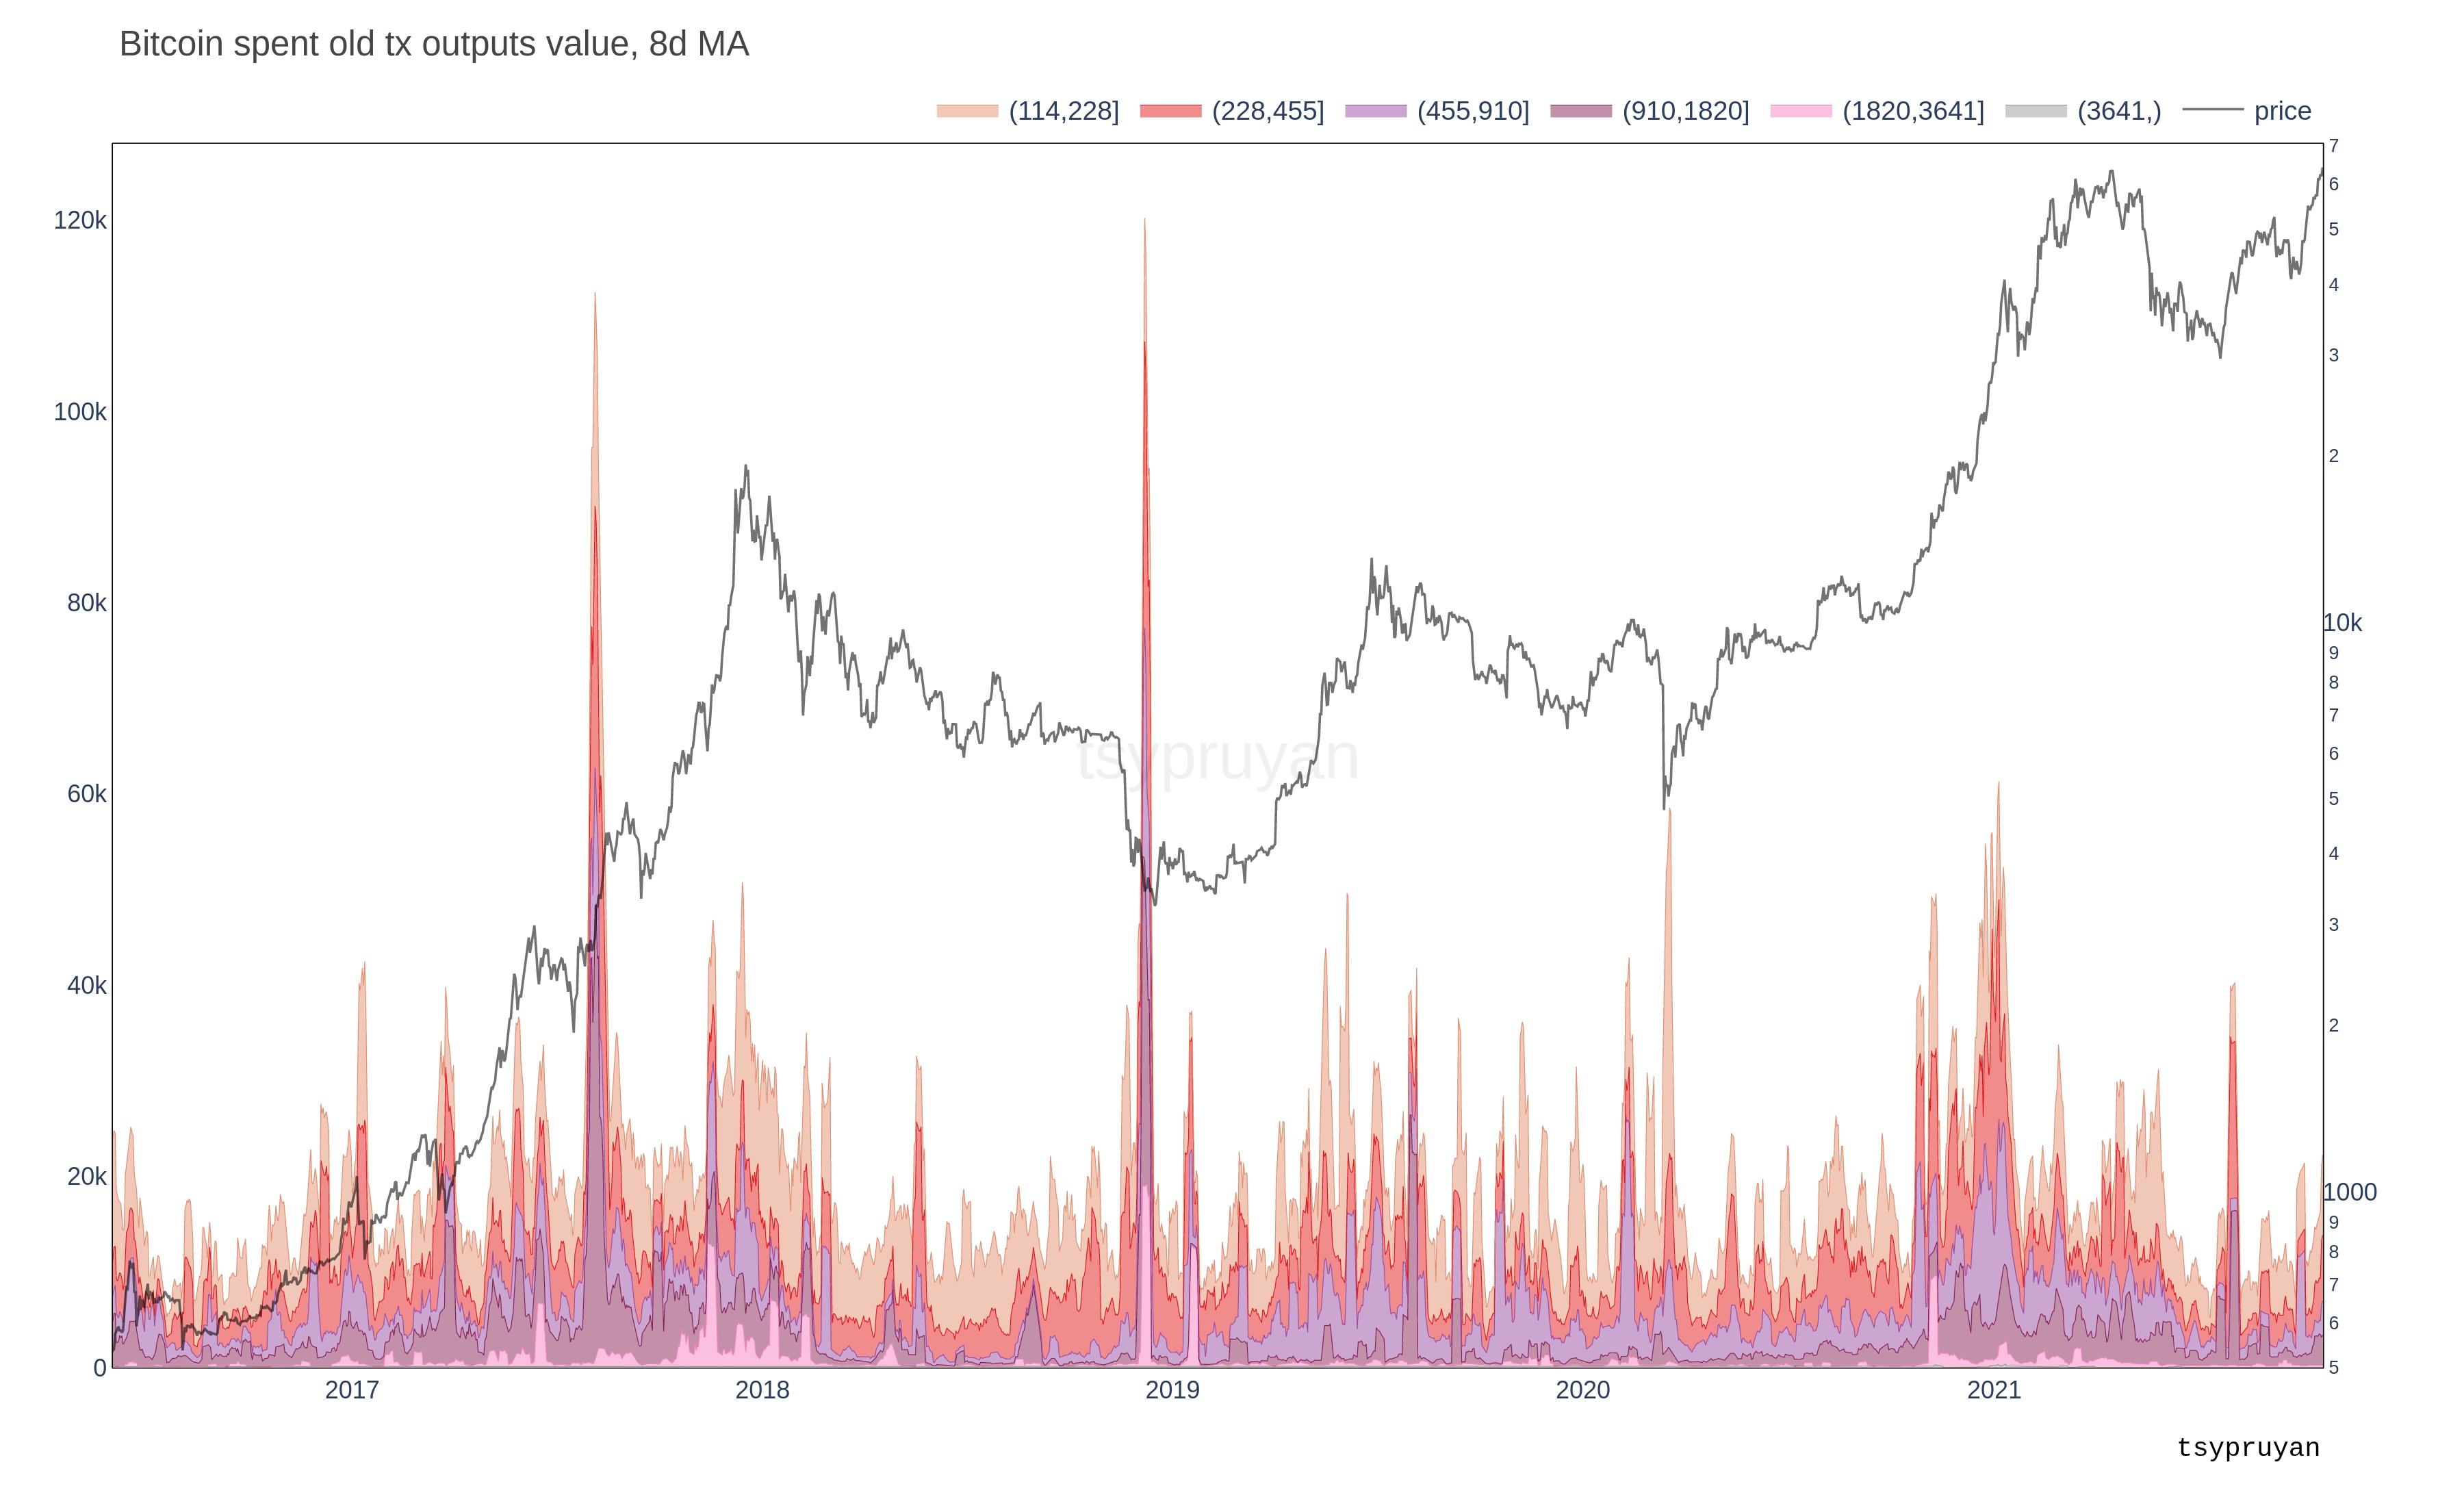 Bitcoin spent old tx outputs value, 8d MA
(114,228] (228,455] (455,910] (910,1820] (1820,3641] (3641,) price
120k
100k
80k
60k
40k
20k
0
7
6
5
4
3
2
10k
9
8
7
6
5
4
3
2
1000
9
8
7
6
5
tsypruyan
2017 2018 2019 2020 2021
tsypruyan